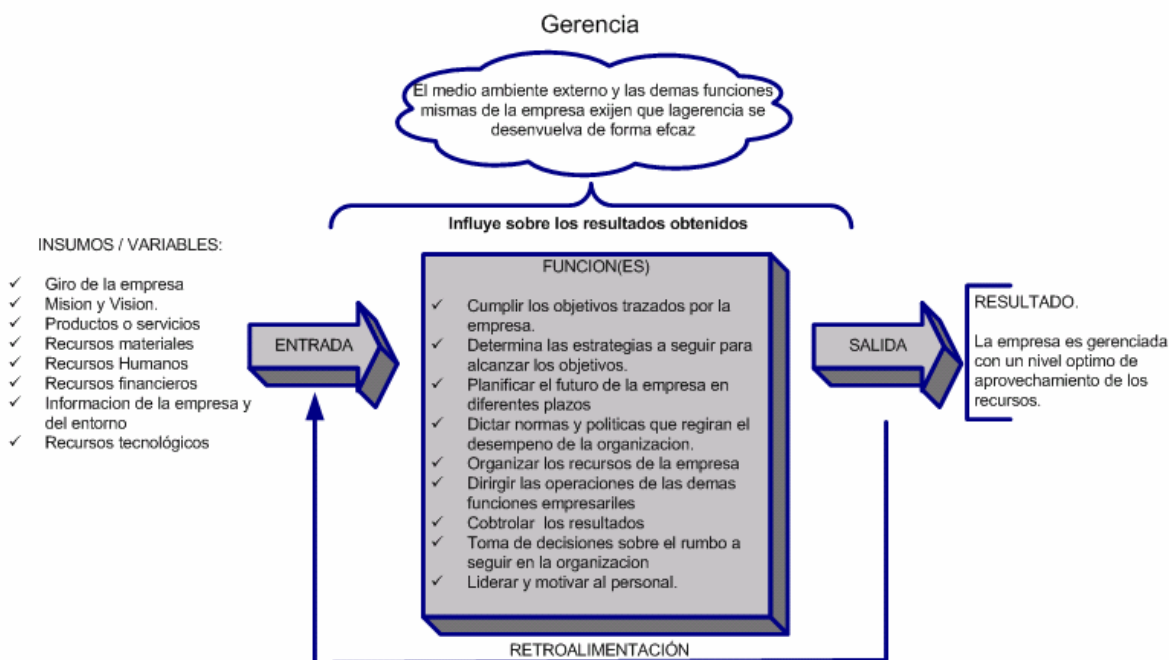 Gerencia
El medio ambiente externo y las demas funciones
mismas de la empresa exijen que lagerencia se
desenvuelva de forma efcaz
Influye sobre los resultados obtenidos
INSUMOS / VARIABLES:
✓ Giro de la empresa
✓ Mision y Vision.
✓ Productos o servicios
✓ Recursos materiales
✓ Recursos Humanos
✓ Recursos financieros
✓ Informacion de la empresa y
del entorno
✓ Recursos tecnológicos
ENTRADA
FUNCION(ES)
✓ Cumplir los objetivos trazados por la
empresa.
✓ Determina las estrategias a seguir para
alcanzar los objetivos.
✓ Planificar el futuro de la empresa en
diferentes plazos
✓ Dictar normas y politicas que regiran el
desempeno de la organizacion.
✓ Organizar los recursos de la empresa
✓ Dirirgir las operaciones de las demas
funciones empresariles
✓ Cobtrolar los resultados
✓ Toma de decisiones sobre el rumbo a
seguir en la organizacion
✓ Liderar y motivar al personal.
SALIDA
RESULTADO.
La empresa es gerenciada
con un nivel optimo de
aprovechamiento de los
recursos.
RETROALIMENTACIÓN